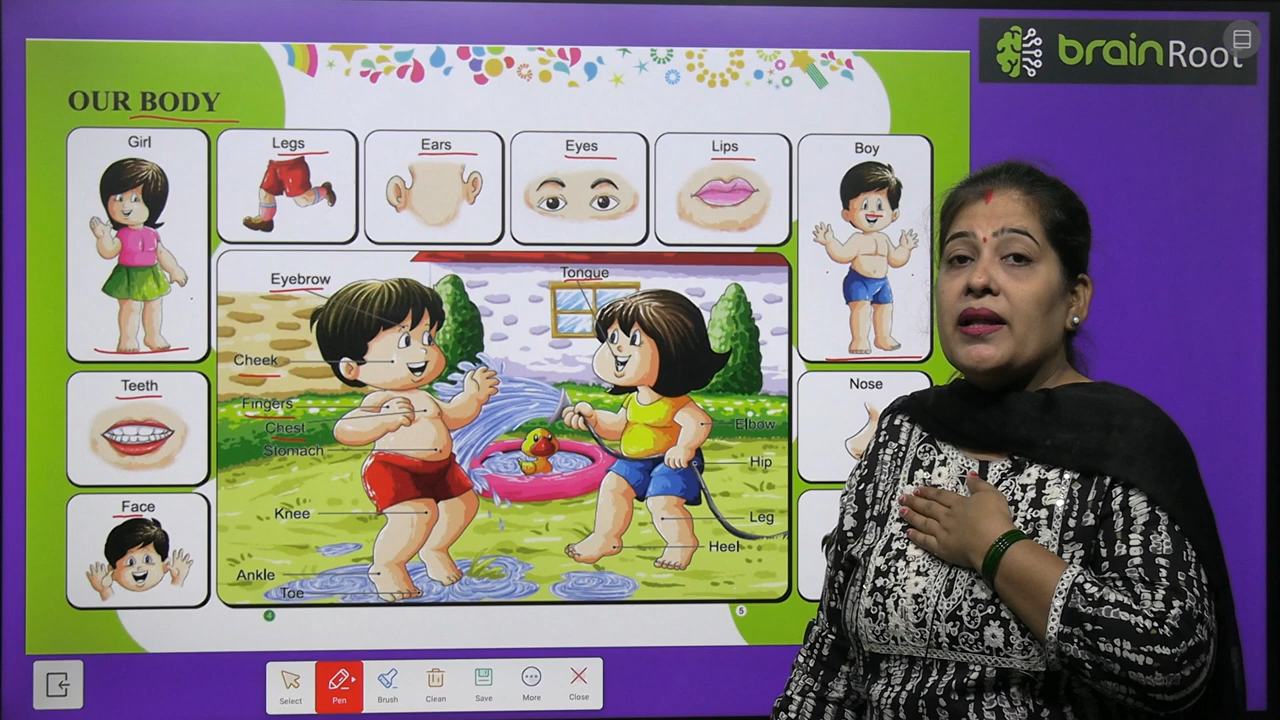 brainRoot
OUR BODY
Girl
Legs
Ears
Eyes
Lips
Boy
Eyebrow
Tongue
Cheek
Fingers
Chest
Stomach
Knee
Ankle
Toe
Elbow
Hip
Leg
Heel
Teeth
Nose
Face
4
5
Select
Pen
Brush
Clean
Save
More
Close